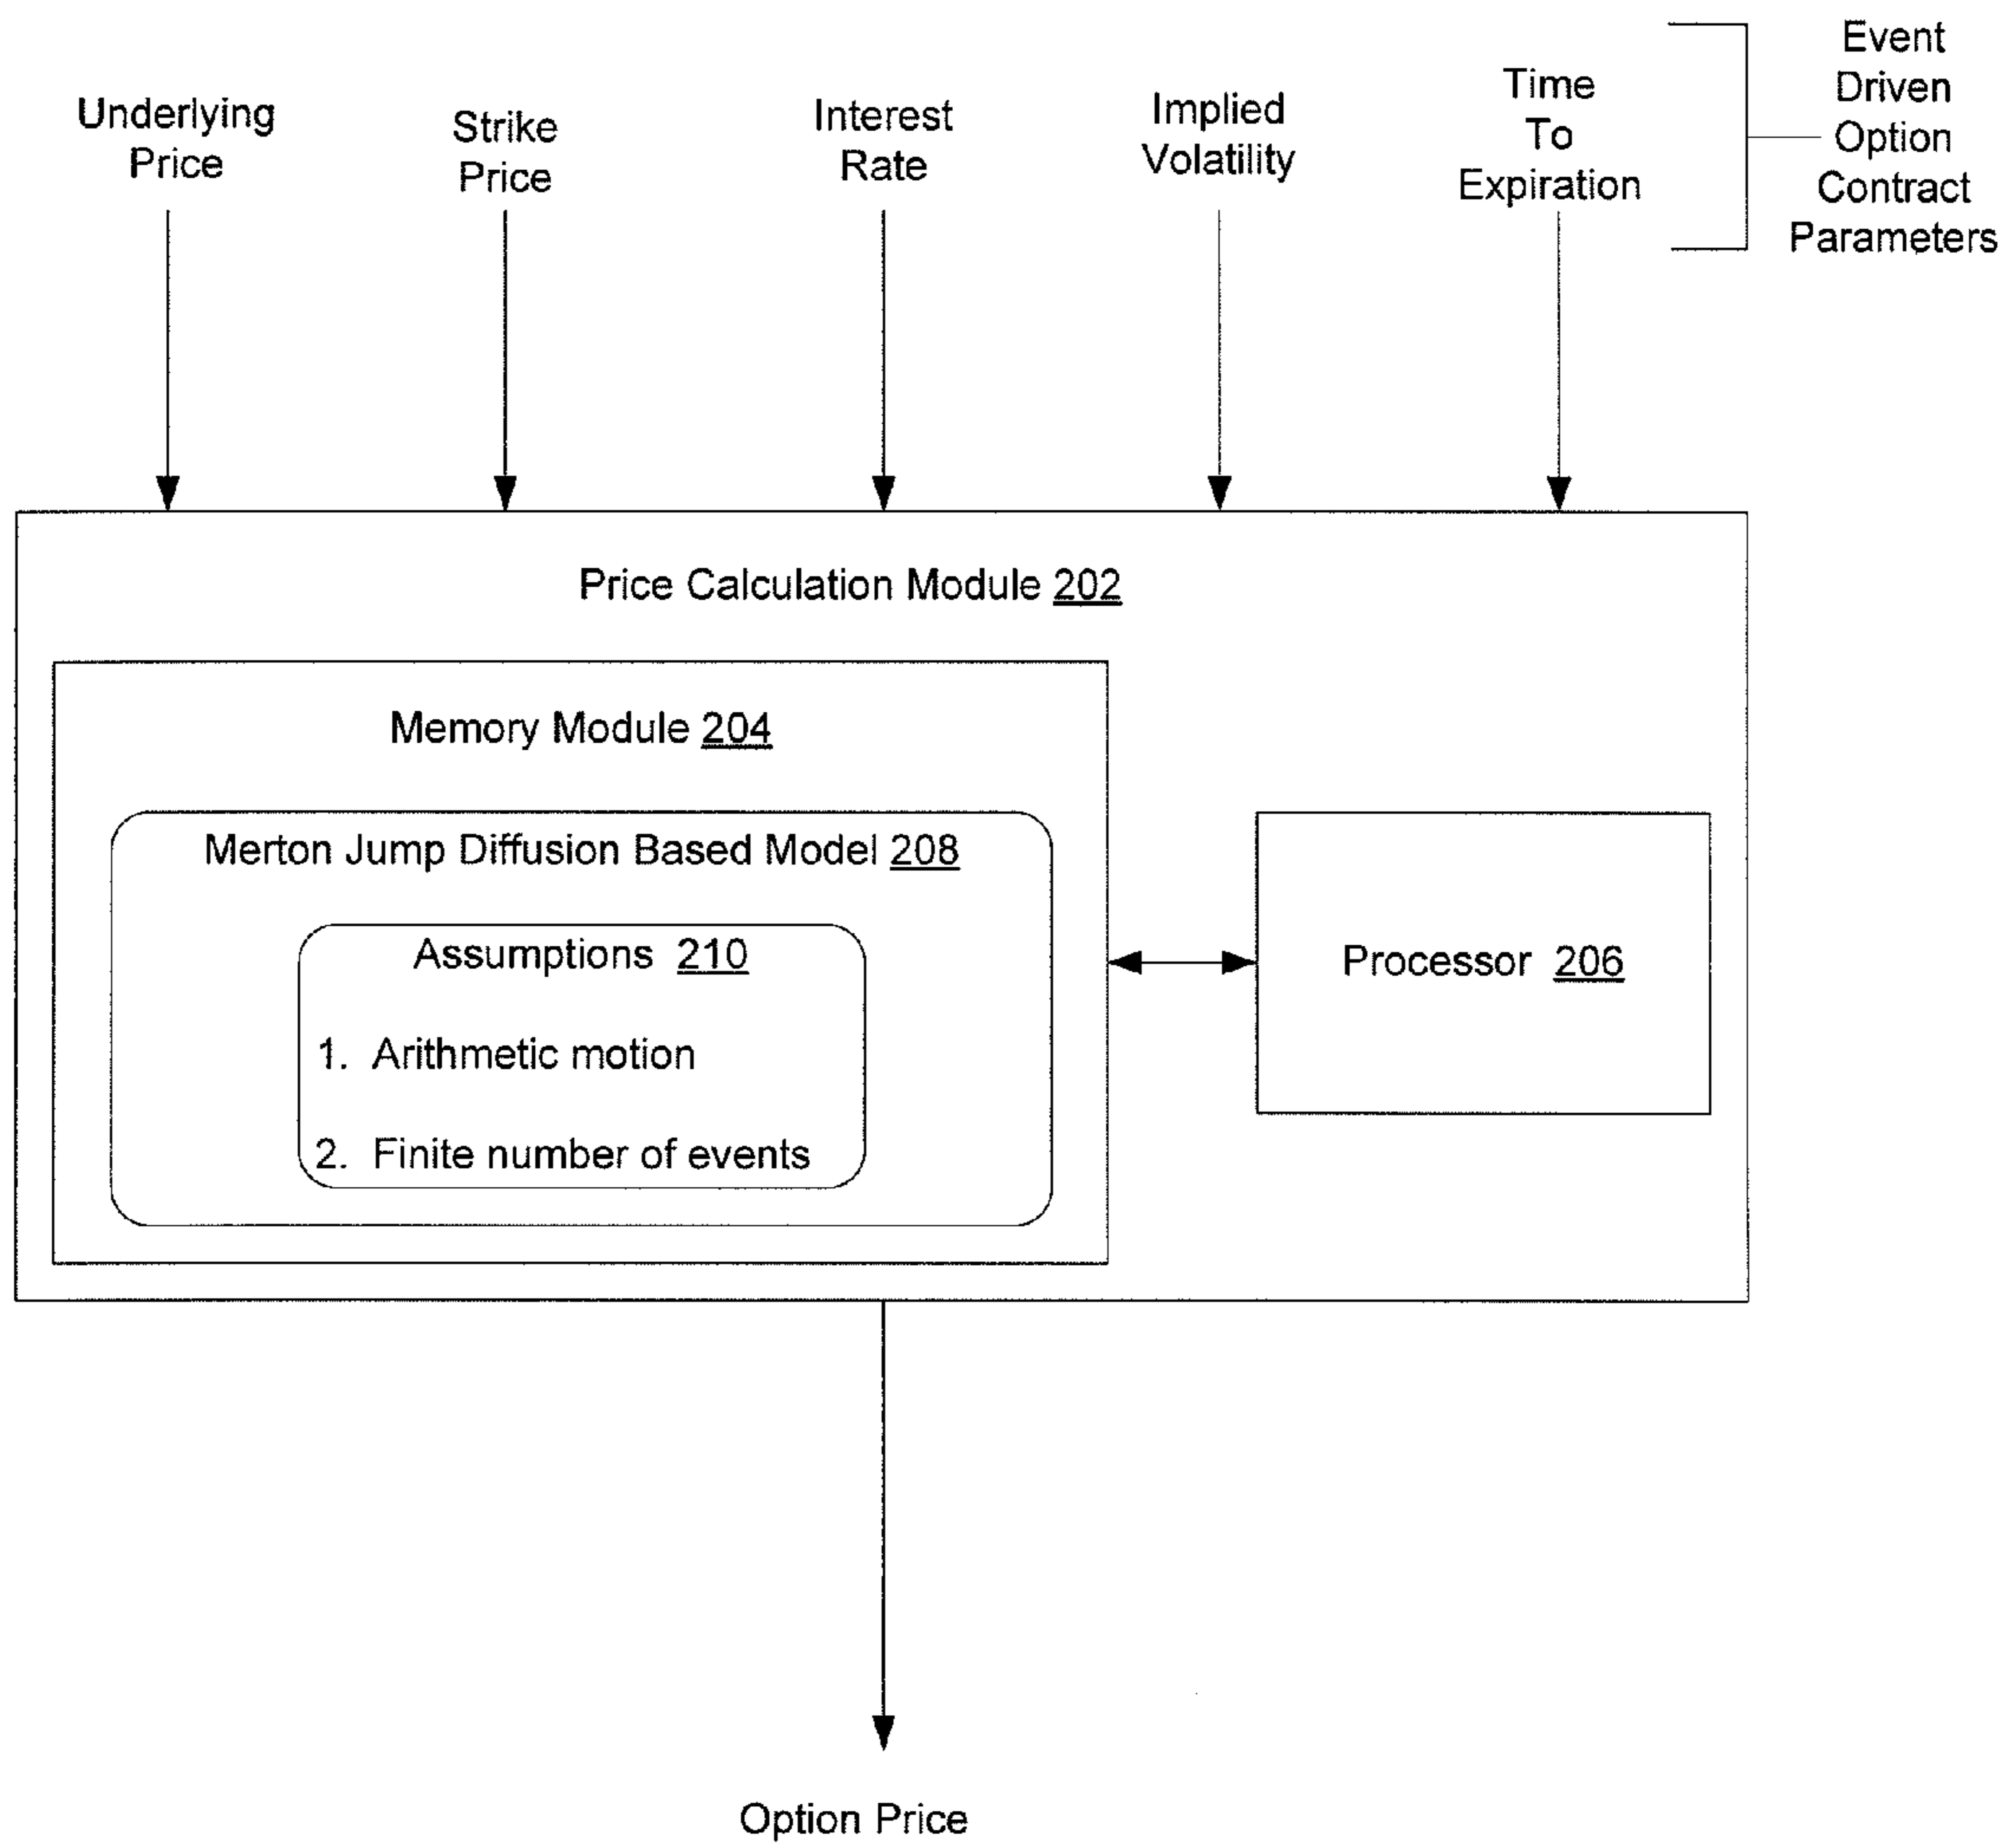 Underlying
Price
Strike
Price
Interest
Rate
Implied
Volatility
Time
To
Expiration
Event
Driven
Option
Contract
Parameters
Price Calculation Module 202
Memory Module 204
Merton Jump Diffusion Based Model 208
Assumptions 210
1. Arithmetic motion
2. Finite number of events
Processor 206
Option Price